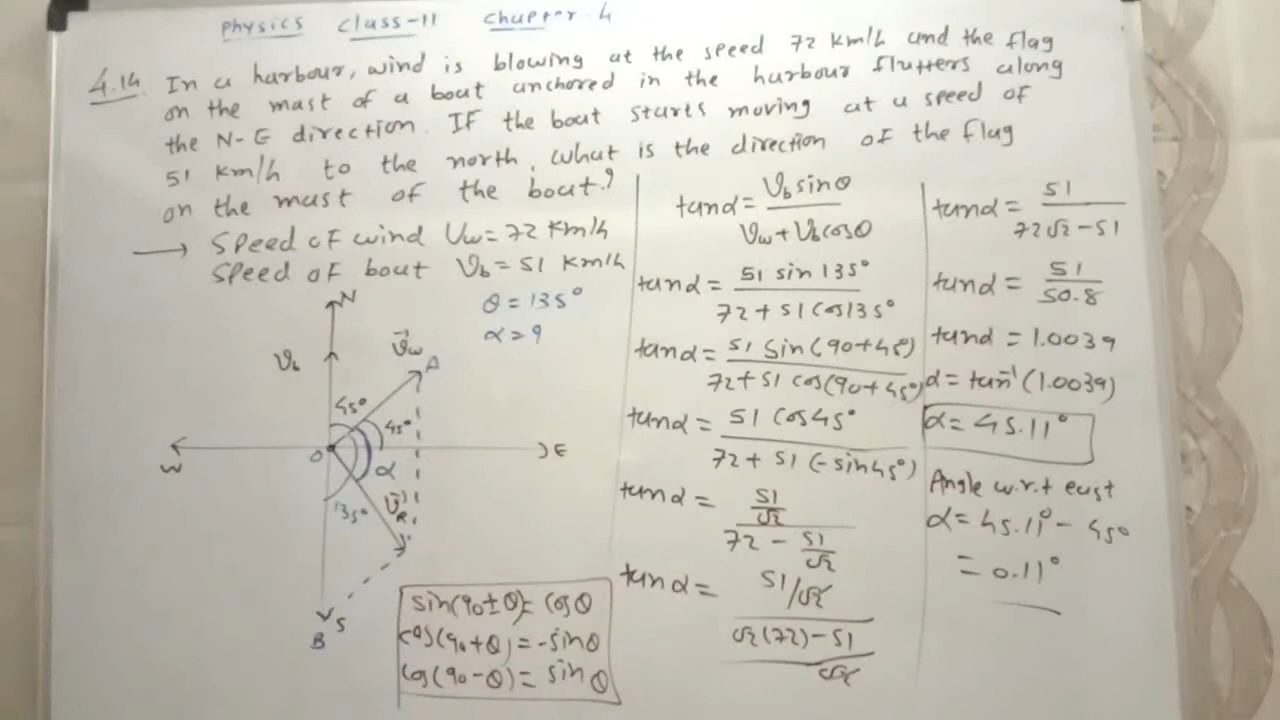 Physics Class-11 Chapter-4
4.14. In a harbour, wind is blowing at the speed 72 km/h and the flag
on the mast of a boat anchored in the harbour flutters along
the N-E direction. IF the boat starts moving at a speed of
51 km/h to the north, what is the direction of the flag
on the mast of the boat?
→ Speed of wind Vw = 72 km/h
Speed of boat Vb = 51 km/h
θ = 135°
α = ?
N
Vb
V⃗w
A
45°
45°
W
O
E
α
135°
V⃗R
S
B
sin(90±θ) = cosθ
cos(90+θ) = -sinθ
cos(90-θ) = sinθ
tanα = Vb sinθ / Vw + Vb cosθ
tanα = 51 sin 135° / 72 + 51 cos135°
tanα = 51 sin(90+45°) / 72 + 51 cos(90+45°)
tanα = 51 cos45° / 72 + 51 (-sin45°)
tanα = 51/√2 / 72 - 51/√2
tanα = 51/√2 / √2(72) - 51/√2
tanα = 51 / 72√2 - 51
tanα = 51 / 50.8
tanα = 1.0039
α = tan⁻¹(1.0039)
α = 45.11°
Angle w.r.t east
α = 45.11° - 45°
= 0.11°